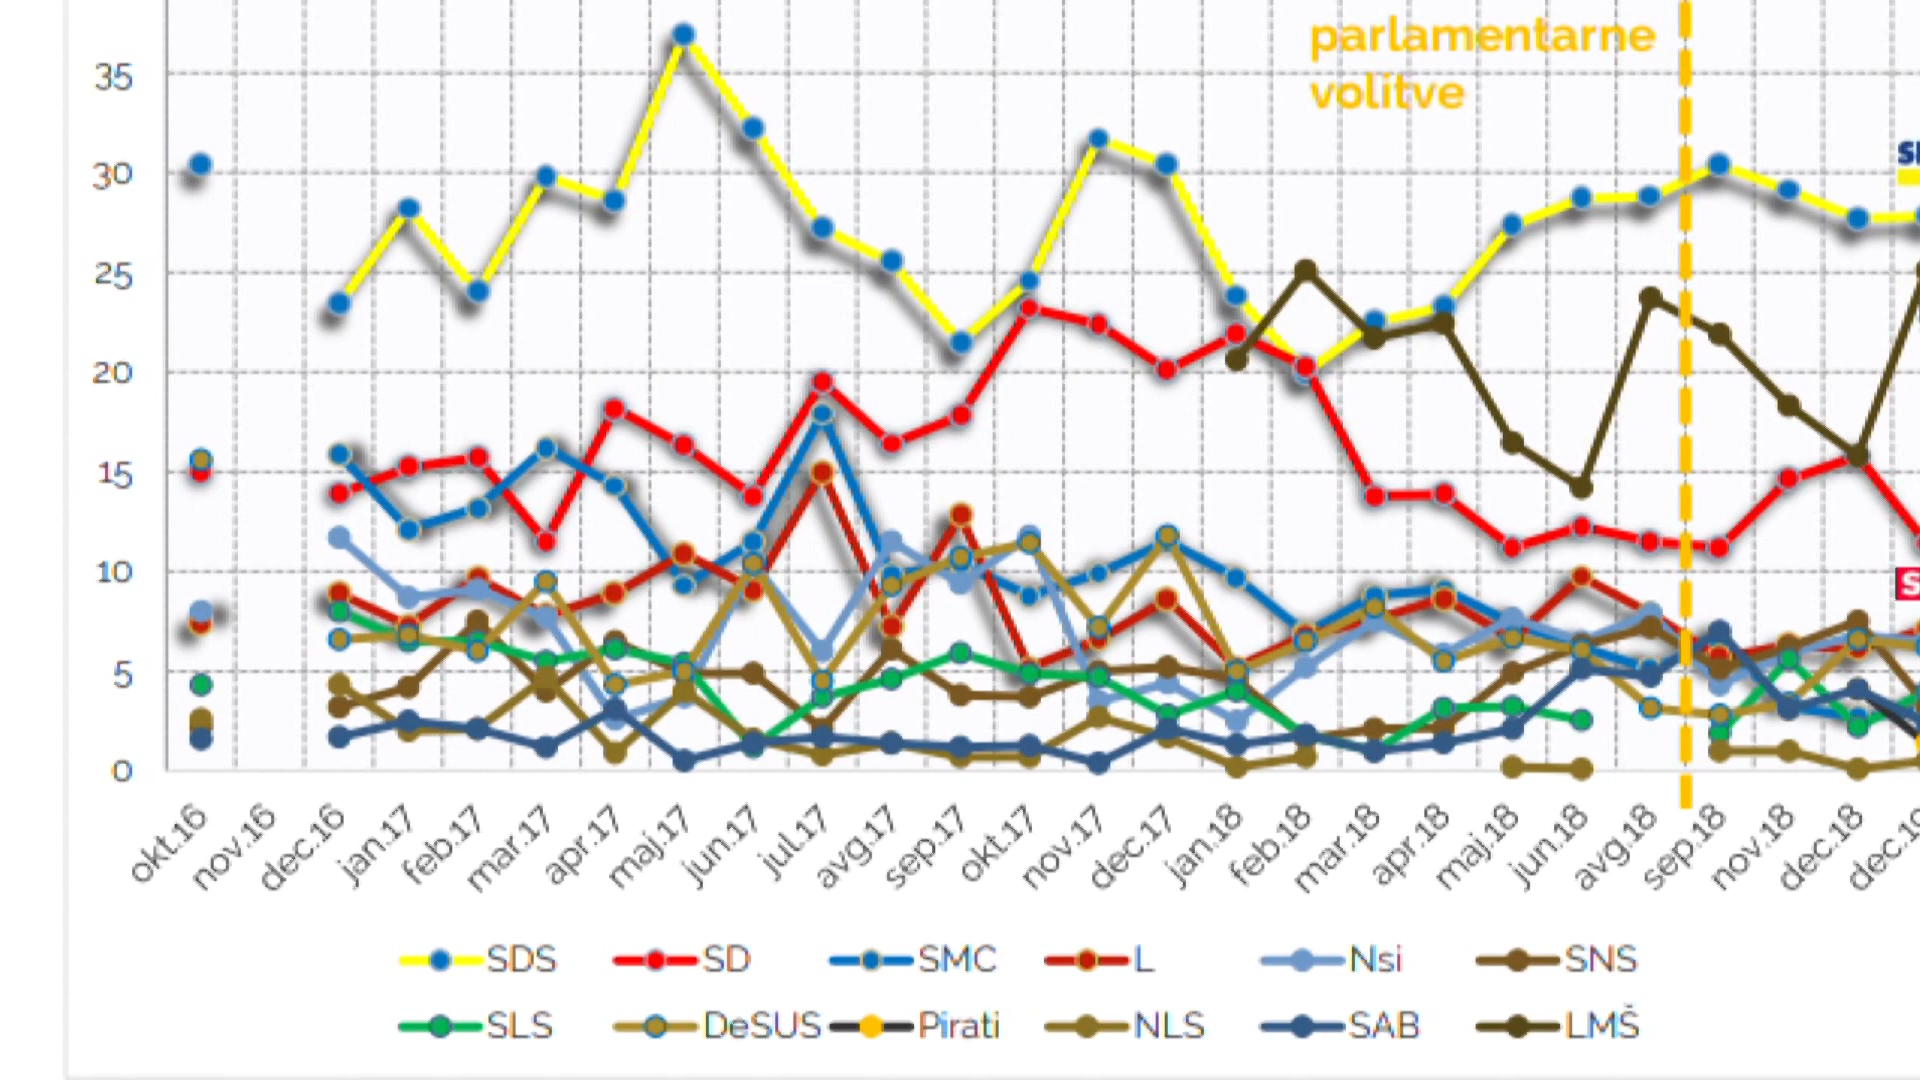 parlamentarne
volitve
35
30
25
20
15
10
5
0
okt.16 nov.16 dec.16 jan.17 feb.17 mar.17 apr.17 maj.17 jun.17 jul.17 avg.17 sep.17 okt.17 nov.17 dec.17 jan.18 feb.18 mar.18 apr.18 maj.18 jun.18 avg.18 sep.18 nov.18 dec.18
SDS SD SMC L Nsi SNS
SLS DeSUS Pirati NLS SAB LMŠ